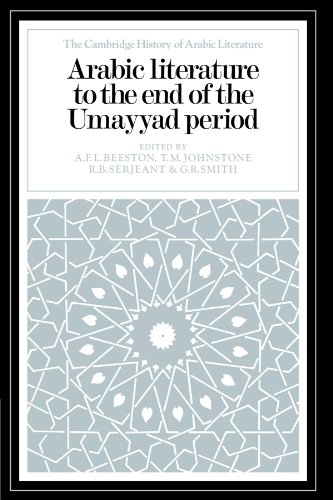 The Cambridge History of Arabic Literature
Arabic literature
to the end of the
Umayyad period
EDITED BY
A.F.L. BEESTON, T.M. JOHNSTONE
R.B. SERJEANT & G.R. SMITH